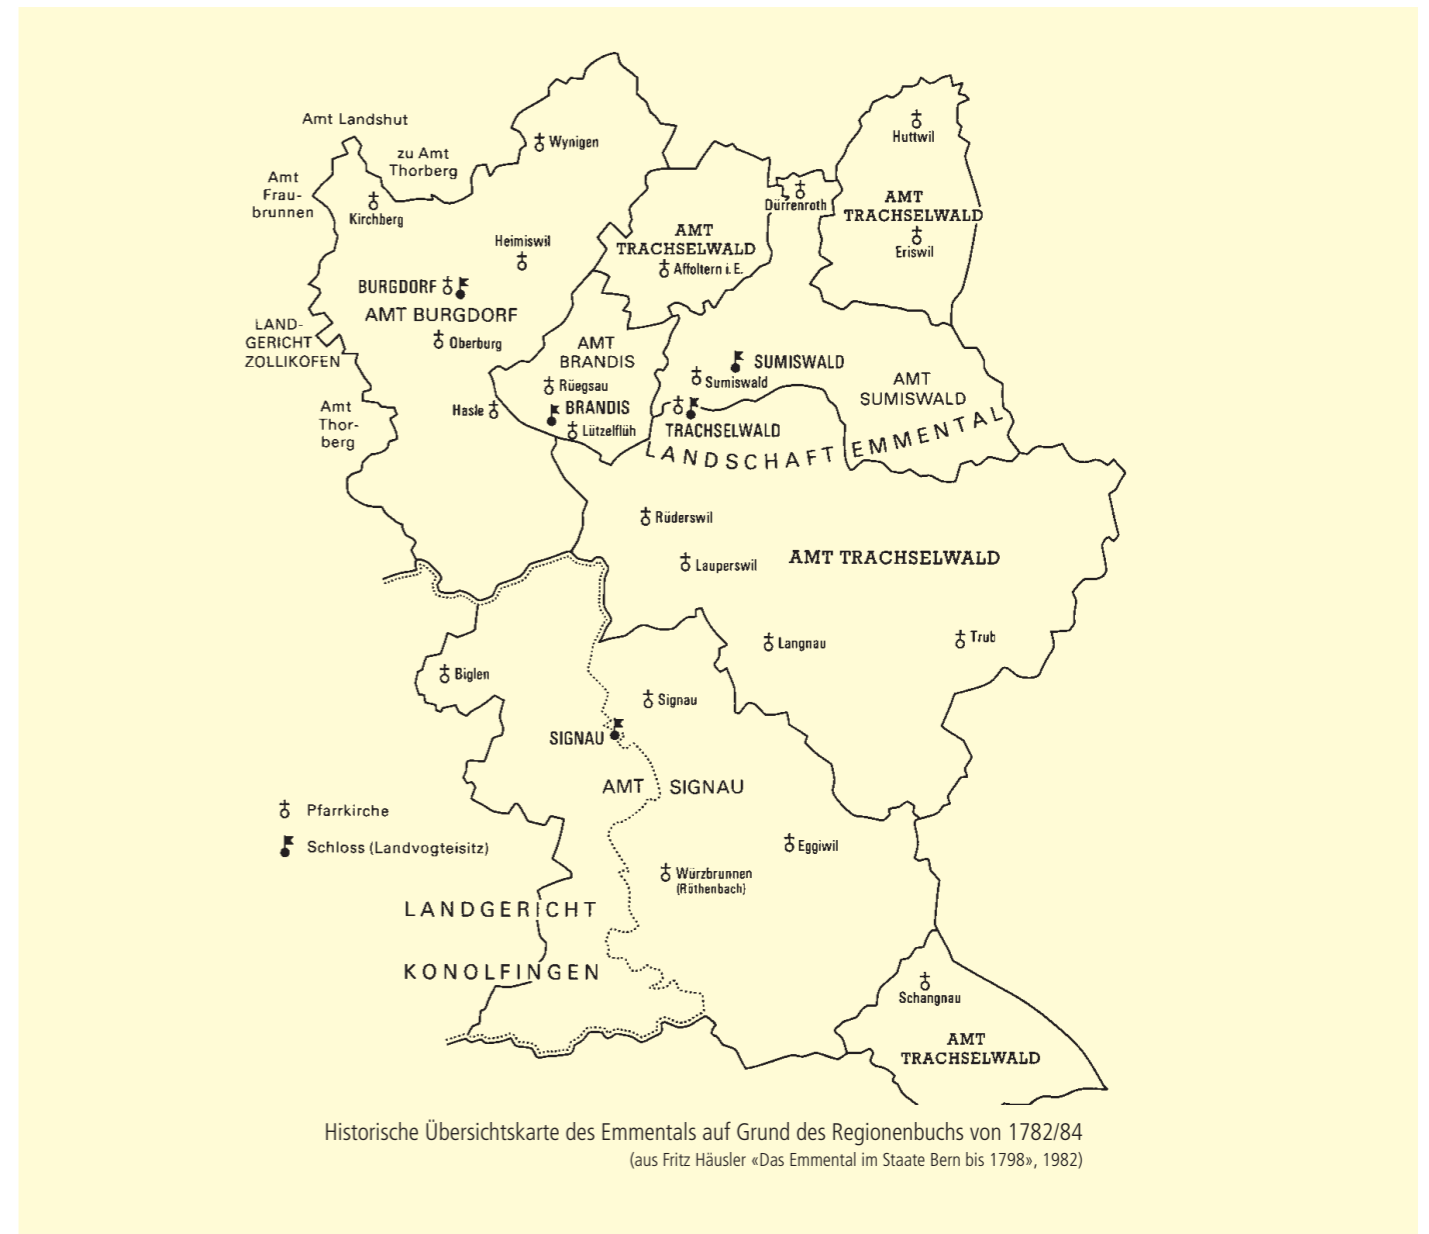 Amt Landshut
zu Amt
Thorberg
Amt
Frau-
brunnen
Kirchberg
Wynigen
Huttwil
AMT
TRACHSELWALD
Eriswil
Dürrenroth
AMT
TRACHSELWALD
Affoltern i. E.
Heimiswil
BURGDORF
AMT BURGDORF
Oberburg
LAND-
GERICHT
ZOLLIKOFEN
Amt
Thor-
berg
Hasle
AMT
BRANDIS
Rüegsau
BRANDIS
Lützelflüh
SUMISWALD
Sumiswald
AMT
SUMISWALD
TRACHSELWALD
LANDSCHAFT EMMENTAL
Rüderswil
Lauperswil
AMT TRACHSELWALD
Langnau
Trub
Biglen
Signau
SIGNAU
AMT SIGNAU
Pfarrkirche
Schloss (Landvogteisitz)
Eggiwil
Würzbrunnen
(Röthenbach)
LANDGERICHT
KONOLFINGEN
Schangnau
AMT
TRACHSELWALD
Historische Übersichtskarte des Emmentals auf Grund des Regionenbuchs von 1782/84
(aus Fritz Häusler «Das Emmental im Staate Bern bis 1798», 1982)